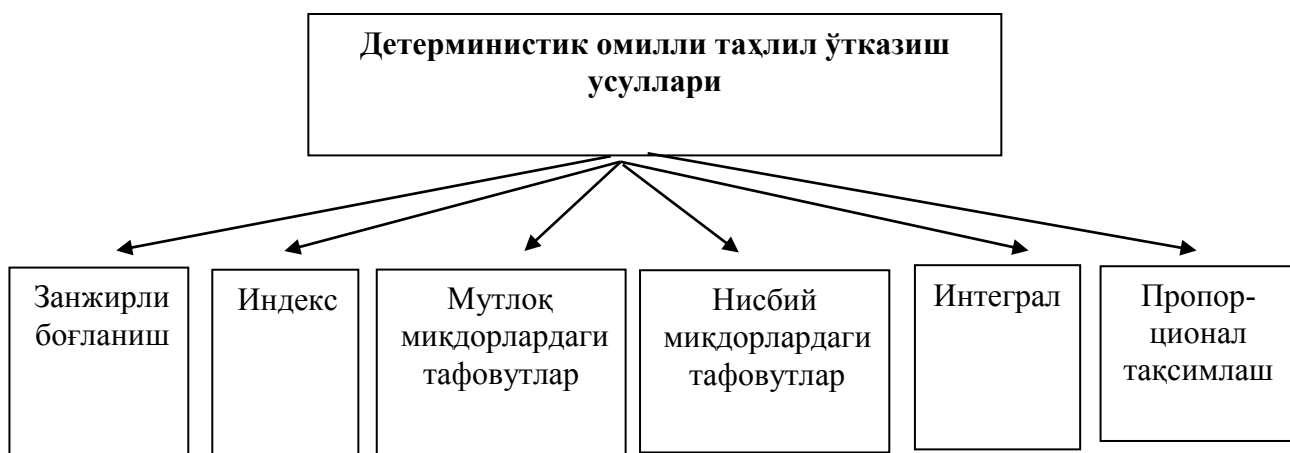 Детерминистик омилли таҳлил ўтказиш
усуллари
Занжирли
боғланиш
Индекс
Мутлоқ
миқдорлардаги
тафовутлар
Нисбий
миқдорлардаги
тафовутлар
Интеграл
Пропор-
ционал
тақсимлаш